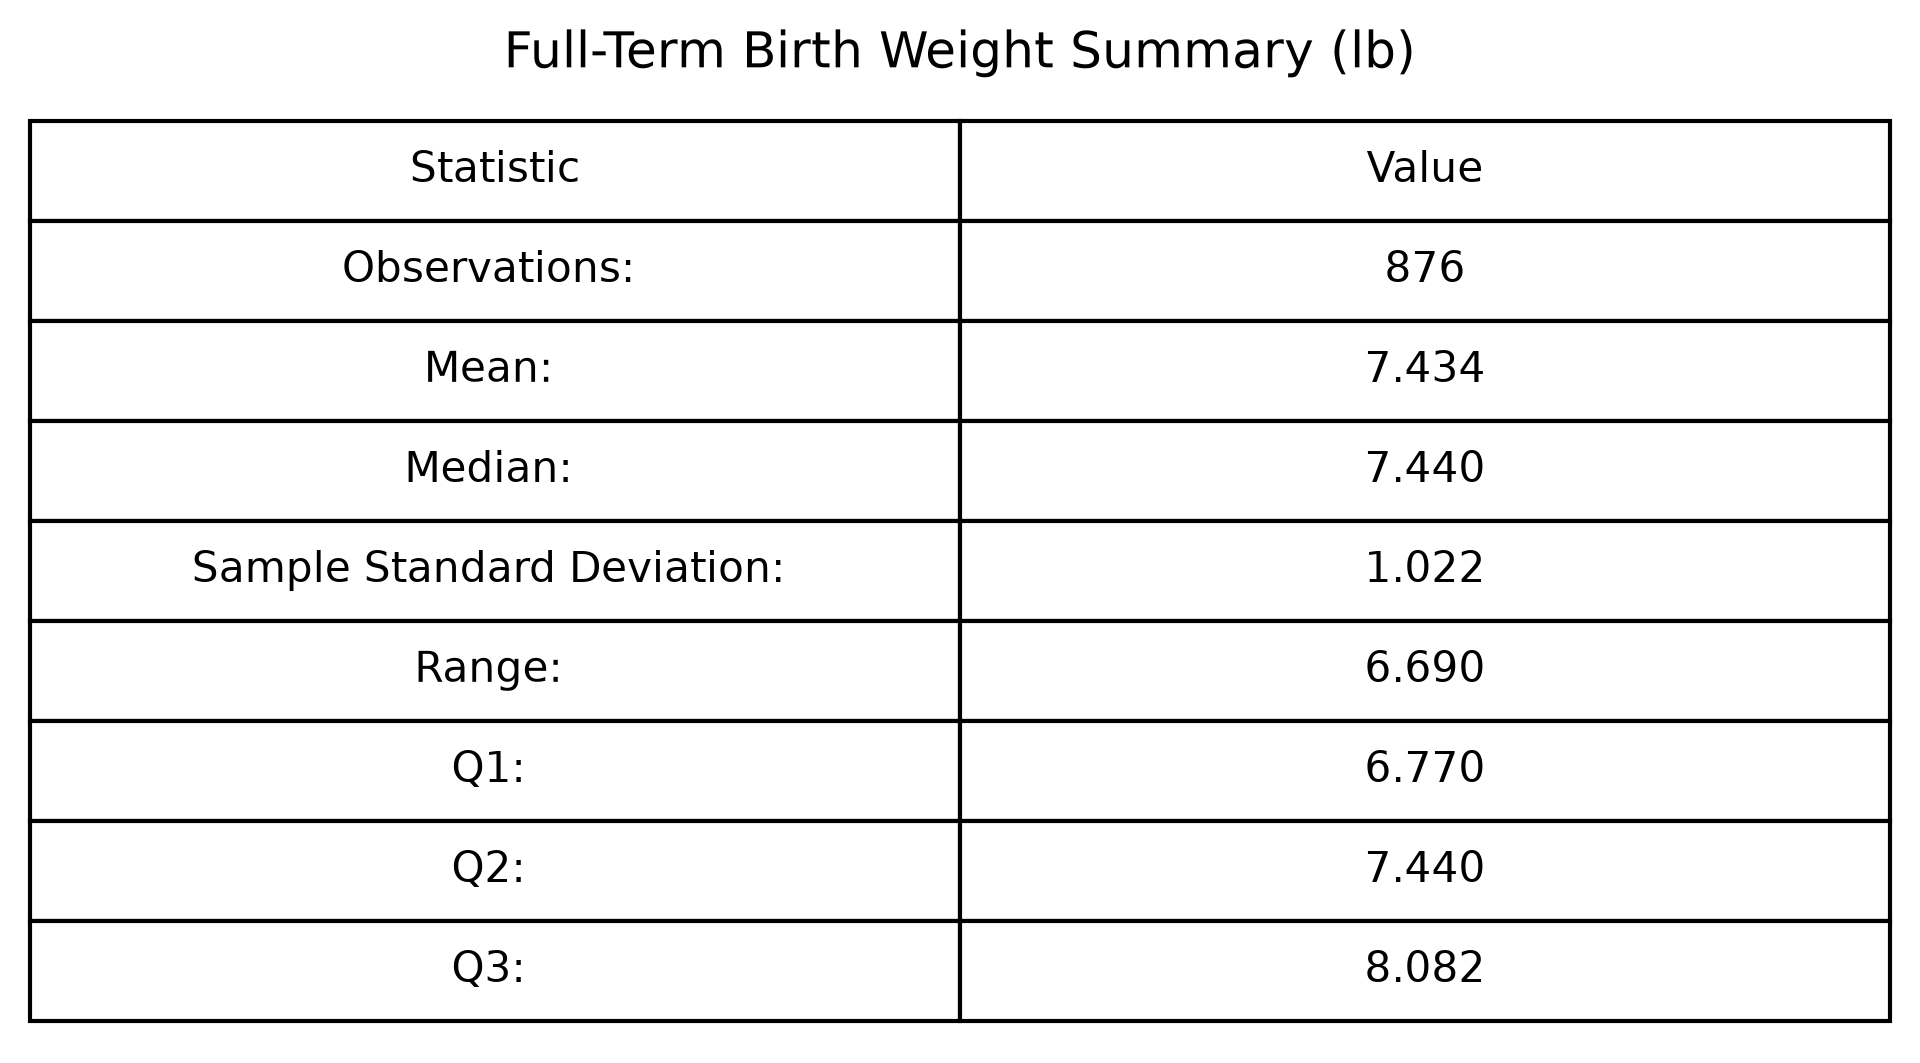 Full-Term Birth Weight Summary (lb)
Statistic Value
Observations: 876
Mean: 7.434
Median: 7.440
Sample Standard Deviation: 1.022
Range: 6.690
Q1: 6.770
Q2: 7.440
Q3: 8.082